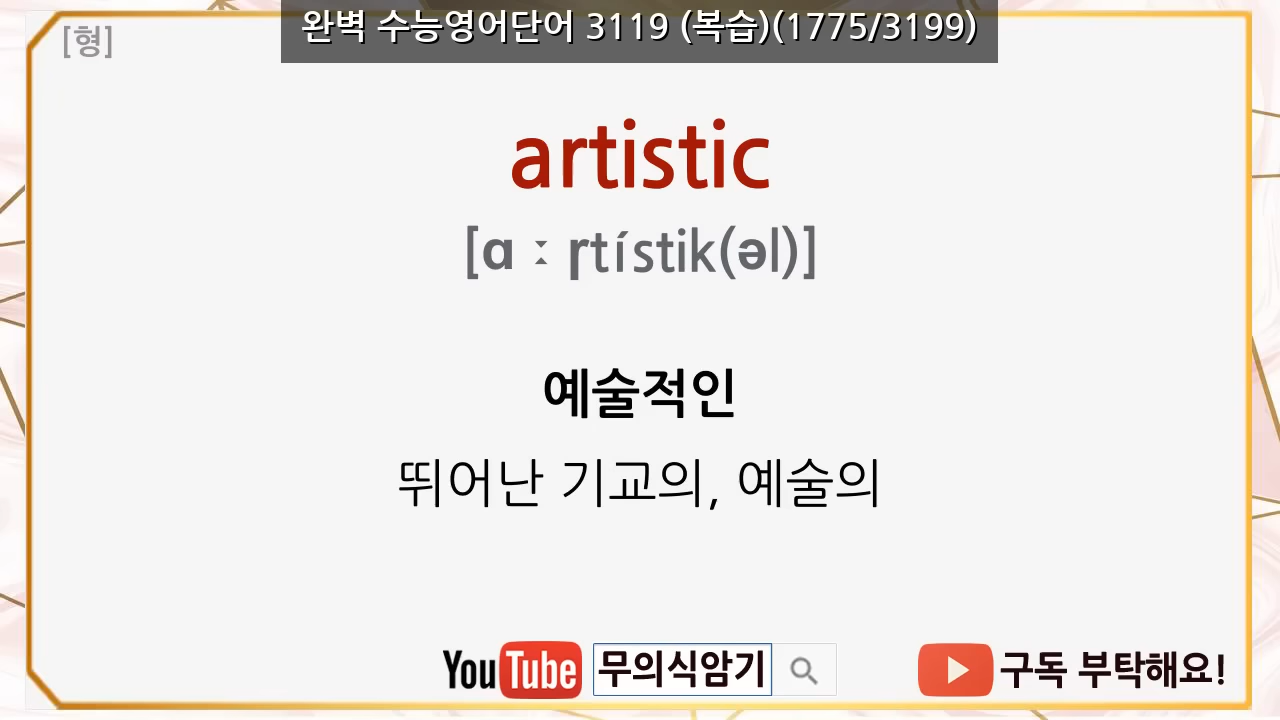 완벽 수능영어단어 3119 (복습)(1775/3199)
[형]
artistic
[ɑːɼtístik(əl)]
예술적인
뛰어난 기교의, 예술의
YouTube 무의식암기 구독 부탁해요!